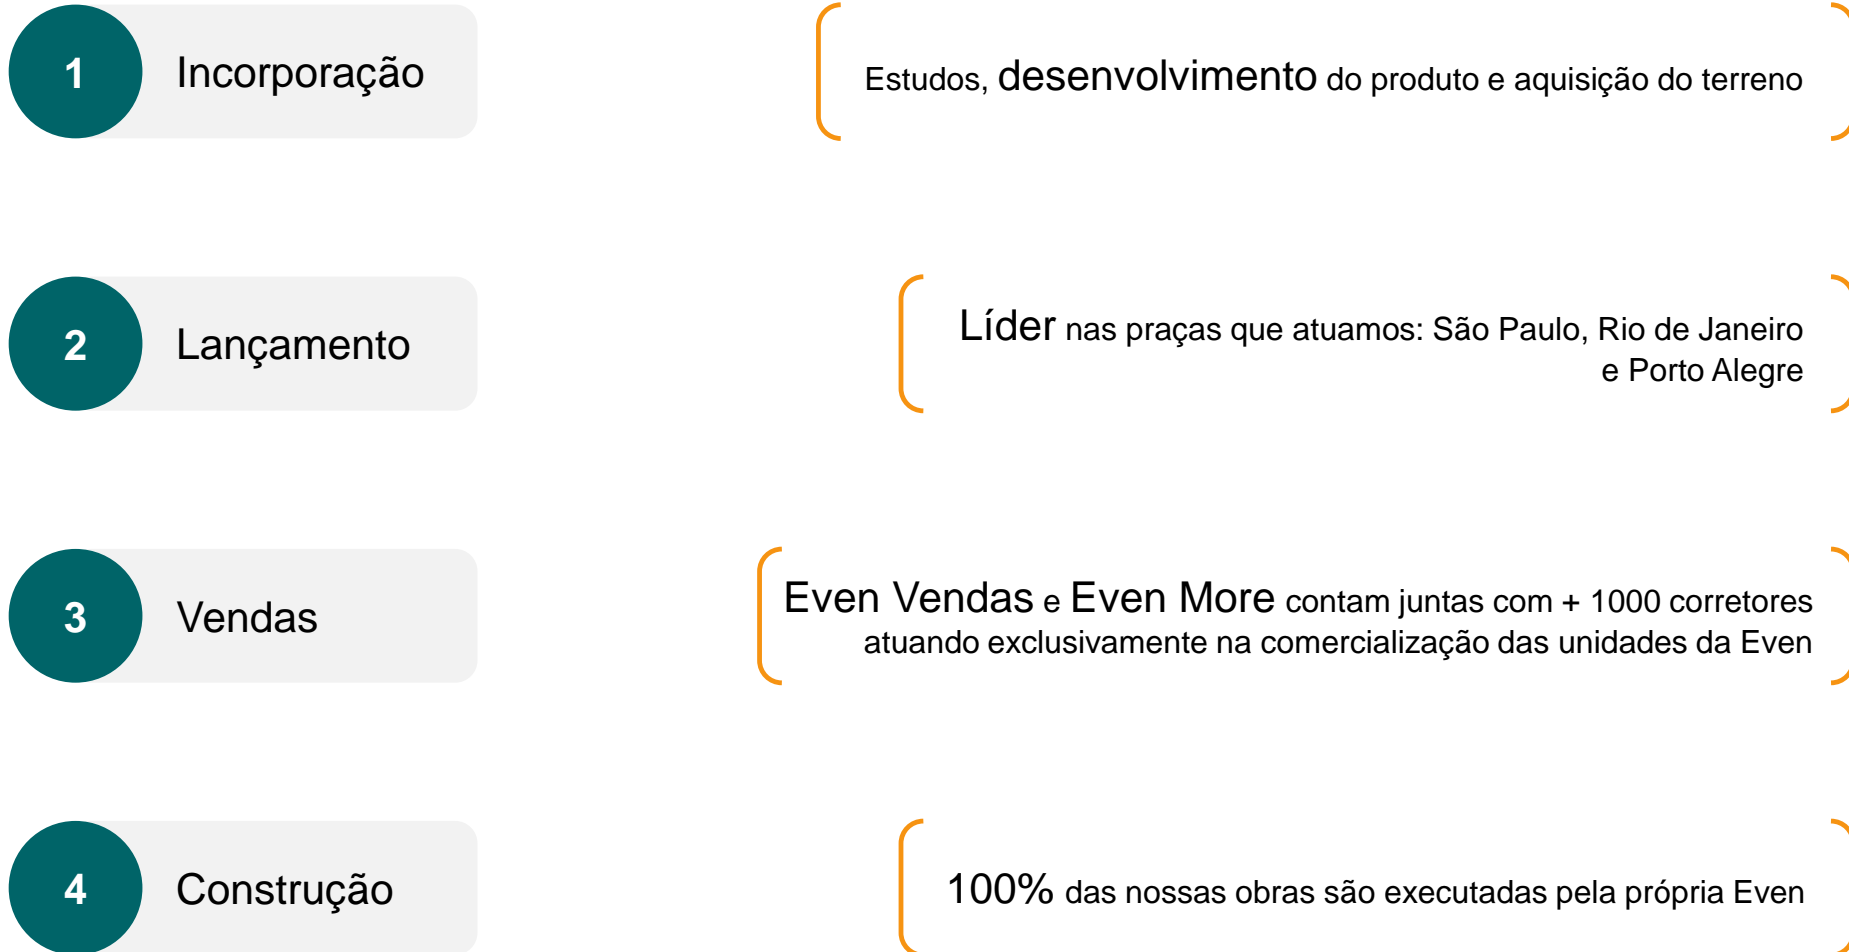 1
Incorporação
Estudos, desenvolvimento do produto e aquisição do terreno
2
Lançamento
Líder nas praças que atuamos: São Paulo, Rio de Janeiro
e Porto Alegre
3
Vendas
Even Vendas e Even More contam juntas com + 1000 corretores
atuando exclusivamente na comercialização das unidades da Even
4
Construção
100% das nossas obras são executadas pela própria Even